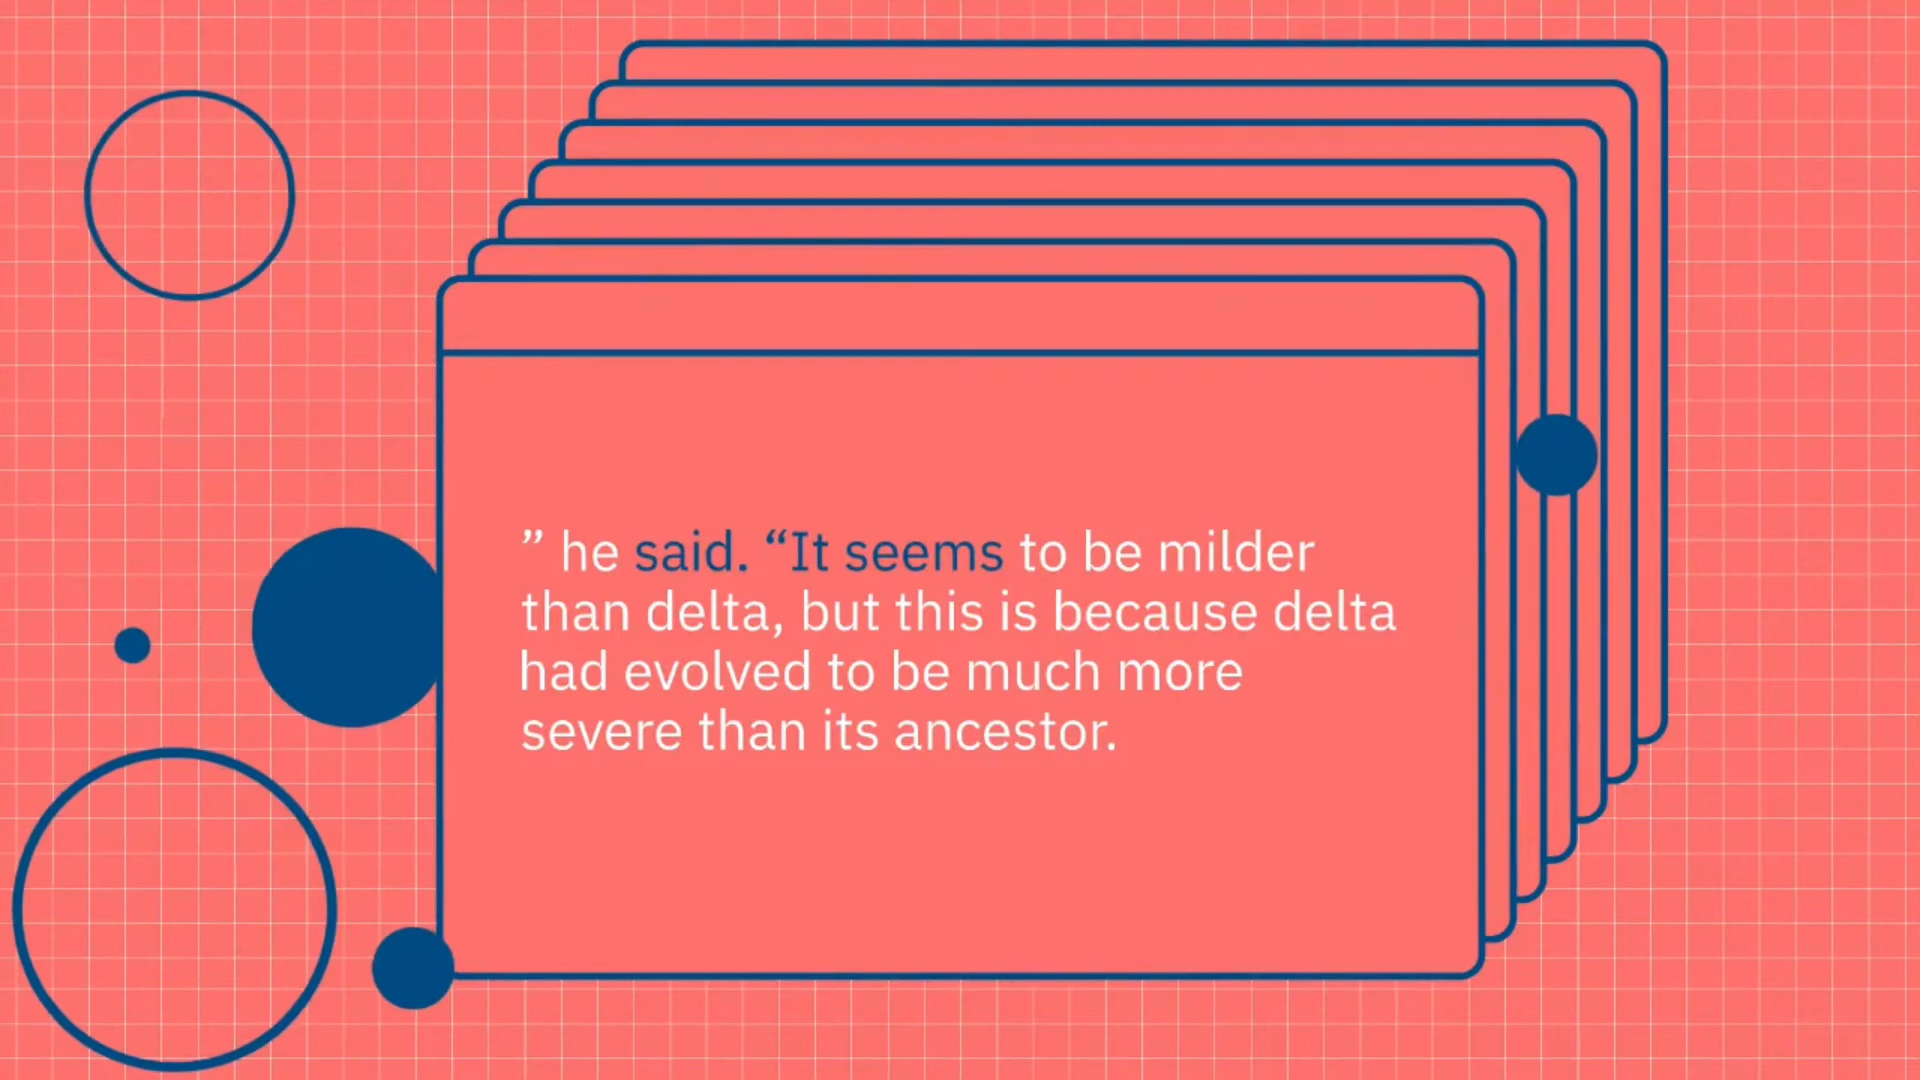 ” he said. “It seems to be milder
than delta, but this is because delta
had evolved to be much more
severe than its ancestor.